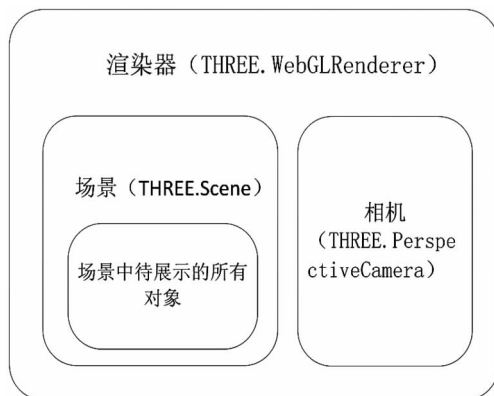 渲染器（THREE.WebGLRenderer）
场景（THREE.Scene）
场景中待展示的所有
对象
相机
（THREE.Perspe
ctiveCamera）